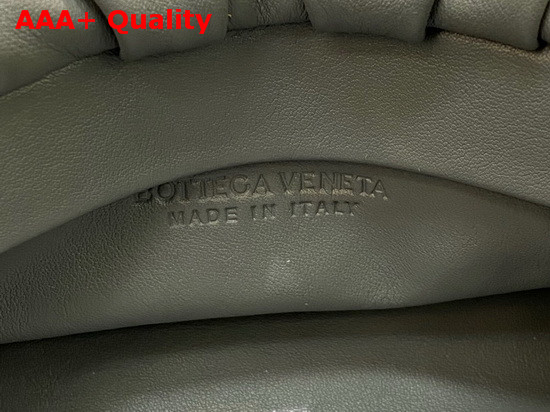 AAA+ Quality
BOTTEGA VENETA
MADE IN ITALY